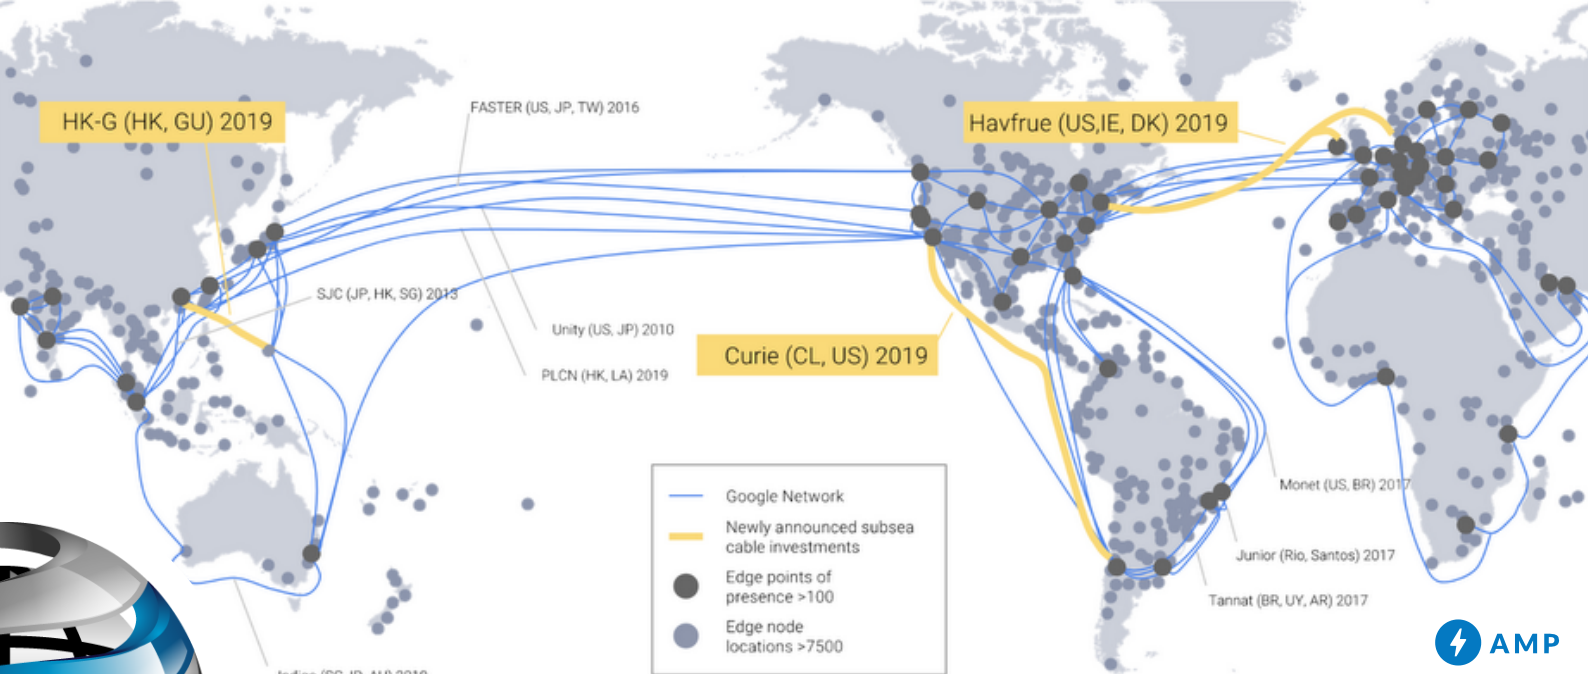 FASTER (US, JP, TW) 2016
HK-G (HK, GU) 2019
Havfrue (US,IE, DK) 2019
SJC (JP, HK, SG) 2013
Unity (US, JP) 2010
Curie (CL, US) 2019
PLCN (HK, LA) 2019
Google Network
Newly announced subsea
cable investments
Edge points of
presence >100
Edge node
locations >7500
Monet (US, BR) 2017
Junior (Rio, Santos) 2017
Tannat (BR, UY, AR) 2017
AMP